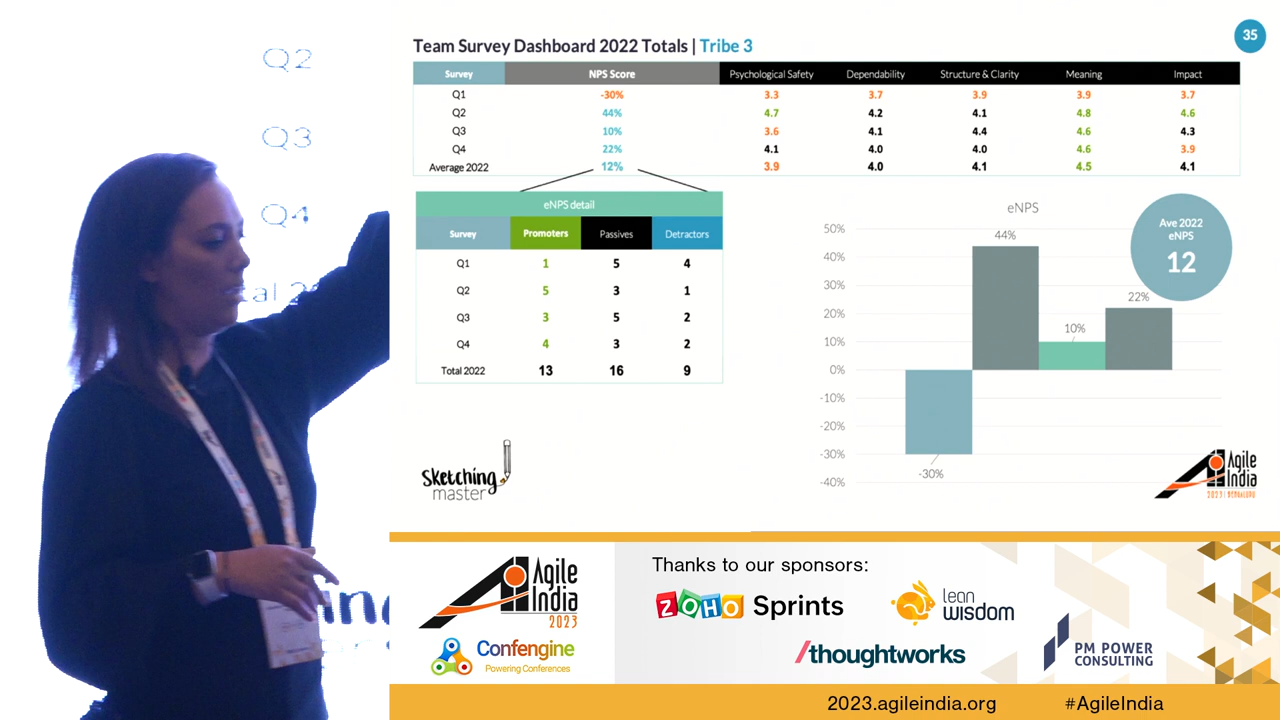 Q2
Q3
Q4
Team Survey Dashboard 2022 Totals | Tribe 3
35
Survey NPS Score Psychological Safety Dependability Structure & Clarity Meaning Impact
Q1 -30% 3.3 3.7 3.9 3.9 3.7
Q2 44% 4.7 4.2 4.1 4.8 4.6
Q3 10% 3.6 4.1 4.4 4.6 4.3
Q4 22% 4.1 4.0 4.0 4.6 3.9
Average 2022 12% 3.9 4.0 4.1 4.5 4.1
eNPS detail
Survey Promoters Passives Detractors
Q1 1 5 4
Q2 5 3 1
Q3 3 5 2
Q4 4 3 2
Total 2022 13 16 9
eNPS
Ave 2022
eNPS
12
50%
40%
30%
20%
10%
0%
-10%
-20%
-30%
-40%
44%
22%
10%
-30%
Sketching
master
Agile
India
2023 | BENGALURU
Agile
India
2023
Confengine
Powering Conferences
Thanks to our sponsors:
ZOHO Sprints
lean
wisdom
/thoughtworks
PM POWER
CONSULTING
2023.agileindia.org #AgileIndia